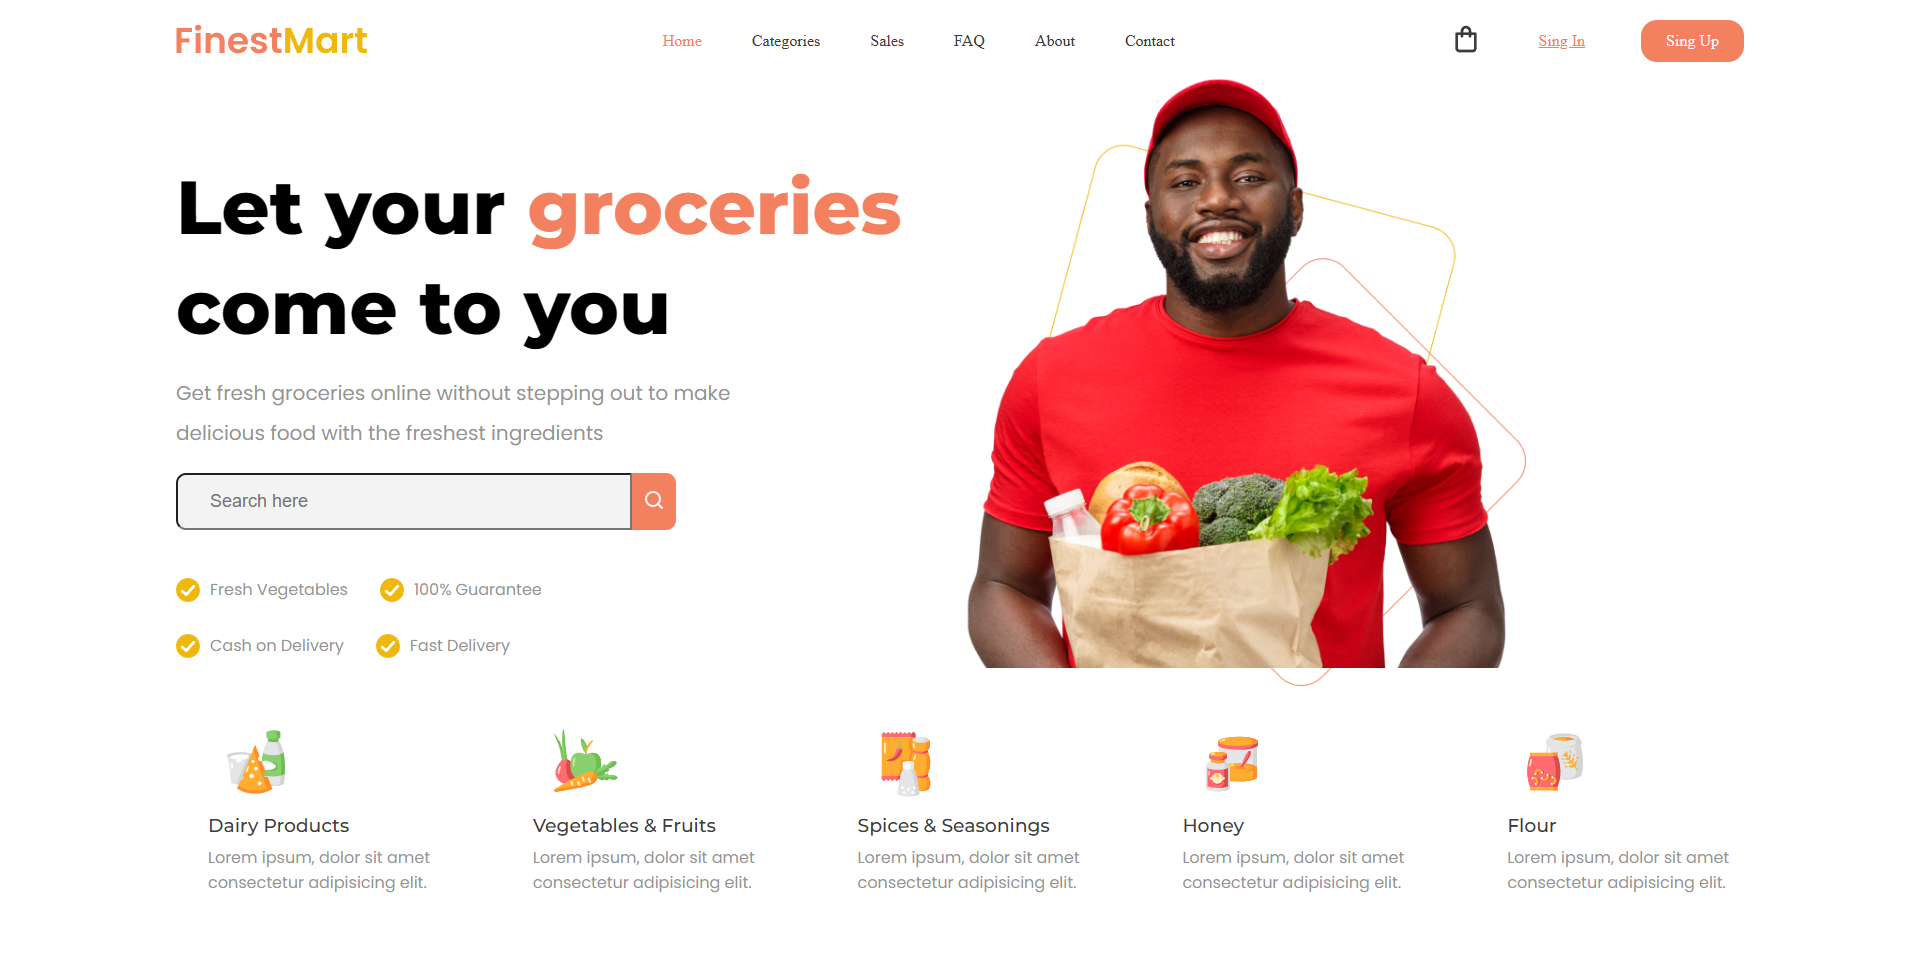 FinestMart
Home Categories Sales FAQ About Contact
Sing In
Sing Up
Let your groceries
come to you
Get fresh groceries online without stepping out to make
delicious food with the freshest ingredients
Search here
Fresh Vegetables 100% Guarantee
Cash on Delivery Fast Delivery
Dairy Products
Lorem ipsum, dolor sit amet
consectetur adipisicing elit.
Vegetables & Fruits
Lorem ipsum, dolor sit amet
consectetur adipisicing elit.
Spices & Seasonings
Lorem ipsum, dolor sit amet
consectetur adipisicing elit.
Honey
Lorem ipsum, dolor sit amet
consectetur adipisicing elit.
Flour
Lorem ipsum, dolor sit amet
consectetur adipisicing elit.